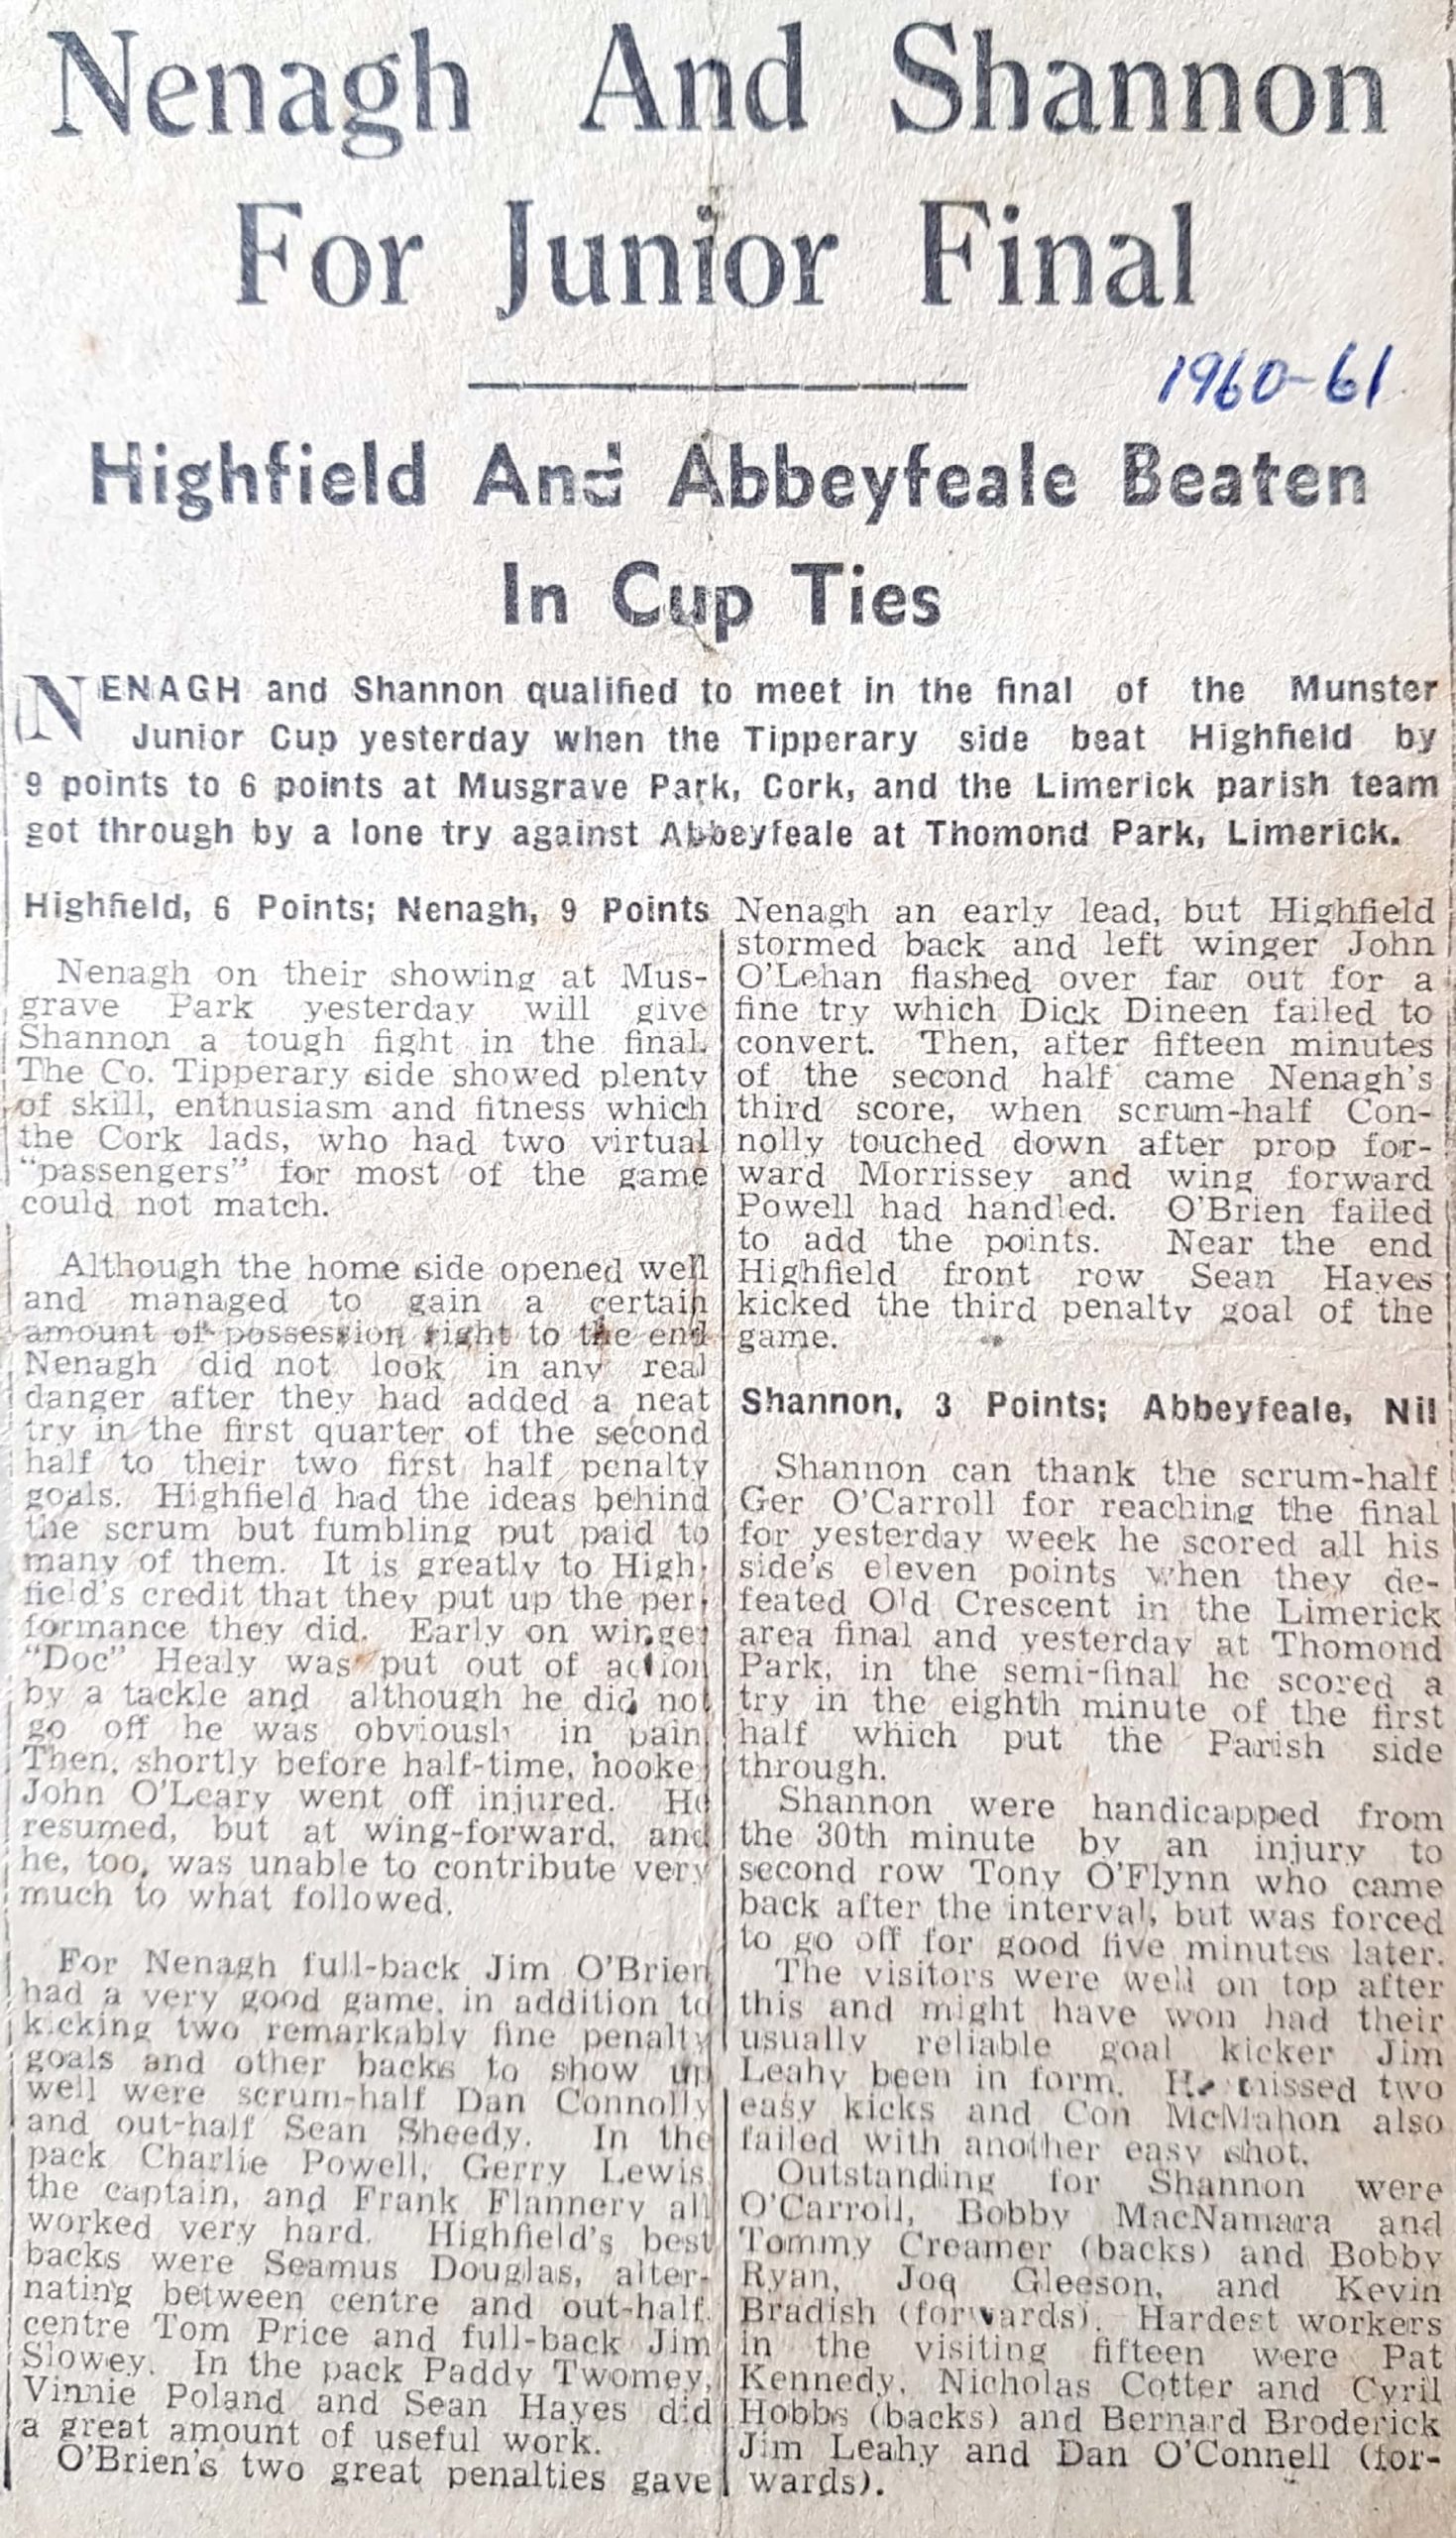 Nenagh And Shannon
For Junior Final
1960-61
Highfield And Abbeyfeale Beaten
In Cup Ties
NENAGH and Shannon qualified to meet in the final of the Munster
Junior Cup yesterday when the Tipperary side beat Highfield by
9 points to 6 points at Musgrave Park, Cork, and the Limerick parish team
got through by a lone try against Abbeyfeale at Thomond Park, Limerick.
Highfield, 6 Points; Nenagh, 9 Points
Nenagh on their showing at Mus-
grave Park yesterday will give
Shannon a tough fight in the final.
The Co. Tipperary side showed plenty
of skill, enthusiasm and fitness which
the Cork lads, who had two virtual
"passengers" for most of the game
could not match.
Although the home side opened well
and managed to gain a certain
amount of possession right to the end
Nenagh did not look in any real
danger after they had added a neat
try in the first quarter of the second
half to their two first half penalty
goals. Highfield had the ideas behind
the scrum but fumbling put paid to
many of them. It is greatly to High-
field's credit that they put up the per-
formance they did. Early on winger
"Doc" Healy was put out of action
by a tackle and although he did not
go off he was obviously in pain
Then, shortly before half-time, hooker
John O'Leary went off injured. He
resumed, but at wing-forward, and
he, too, was unable to contribute very
much to what followed.
For Nenagh full-back Jim O'Brien
had a very good game, in addition to
kicking two remarkably fine penalty
goals and other backs to show up
well were scrum-half Dan Connolly
and out-half Sean Sheedy. In the
pack Charlie Powell, Gerry Lewis,
the captain, and Frank Flannery all
worked very hard. Highfield's best
backs were Seamus Douglas, alter-
nating between centre and out-half.
centre Tom Price and full-back Jim
Slowey. In the pack Paddy Twomey,
Vinnie Poland and Sean Hayes did
a great amount of useful work.
O'Brien's two great penalties gave
Nenagh an early lead, but Highfield
stormed back and left winger John
O'Lehan flashed over far out for a
fine try which Dick Dineen failed to
convert. Then, after fifteen minutes
of the second half came Nenagh's
third score, when scrum-half Con-
nolly touched down after prop for-
ward Morrissey and wing forward
Powell had handled. O'Brien failed
to add the points. Near the end
Highfield front row Sean Hayes
kicked the third penalty goal of the
game.
Shannon, 3 Points; Abbeyfeale, Nil
Shannon can thank the scrum-half
Ger O'Carroll for reaching the final
for yesterday week he scored all his
side's eleven points when they de-
feated Old Crescent in the Limerick
area final and yesterday at Thomond
Park, in the semi-final he scored a
try in the eighth minute of the first
half which put the Parish side
through.
Shannon were handicapped from
the 30th minute by an injury to
second row Tony O'Flynn who came
back after the interval, but was forced
to go off for good five minutes later.
The visitors were well on top after
this and might have won had their
usually reliable goal kicker Jim
Leahy been in form. He missed two
easy kicks and Con McMahon also
failed with another easy shot.
Outstanding for Shannon were
O'Carroll, Bobby MacNamara and
Tommy Creamer (backs) and Bobby
Ryan, Joq Gleeson, and Kevin
Bradish (forwards). Hardest workers
in the visiting fifteen were Pat
Kennedy, Nicholas Cotter and Cyril
Hobbs (backs) and Bernard Broderick
Jim Leahy and Dan O'Connell (for-
wards).